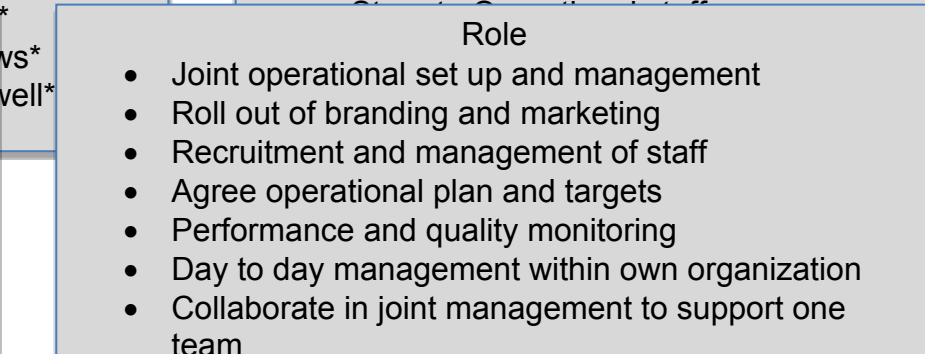 *
ws*
well*
Role
• Joint operational set up and management
• Roll out of branding and marketing
• Recruitment and management of staff
• Agree operational plan and targets
• Performance and quality monitoring
• Day to day management within own organization
• Collaborate in joint management to support one
team